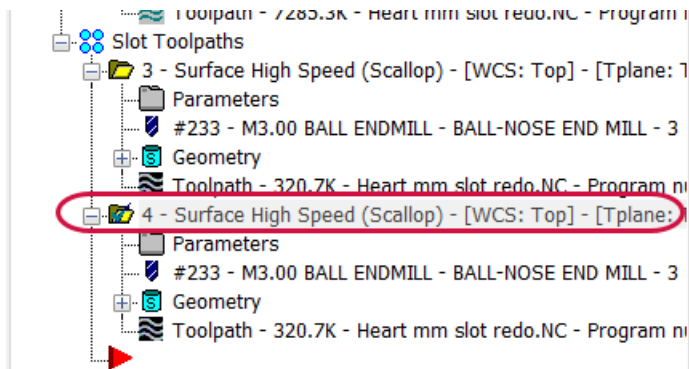 Toolpath - 7285.3K - Heart mm slot redo.NC - Program
Slot Toolpaths
3 - Surface High Speed (Scallop) - [WCS: Top] - [Tplane:
Parameters
#233 - M3.00 BALL ENDMILL - BALL-NOSE END MILL - 3
Geometry
Toolpath - 320.7K - Heart mm slot redo.NC - Program
4 - Surface High Speed (Scallop) - [WCS: Top] - [Tplane:
Parameters
#233 - M3.00 BALL ENDMILL - BALL-NOSE END MILL - 3
Geometry
Toolpath - 320.7K - Heart mm slot redo.NC - Program